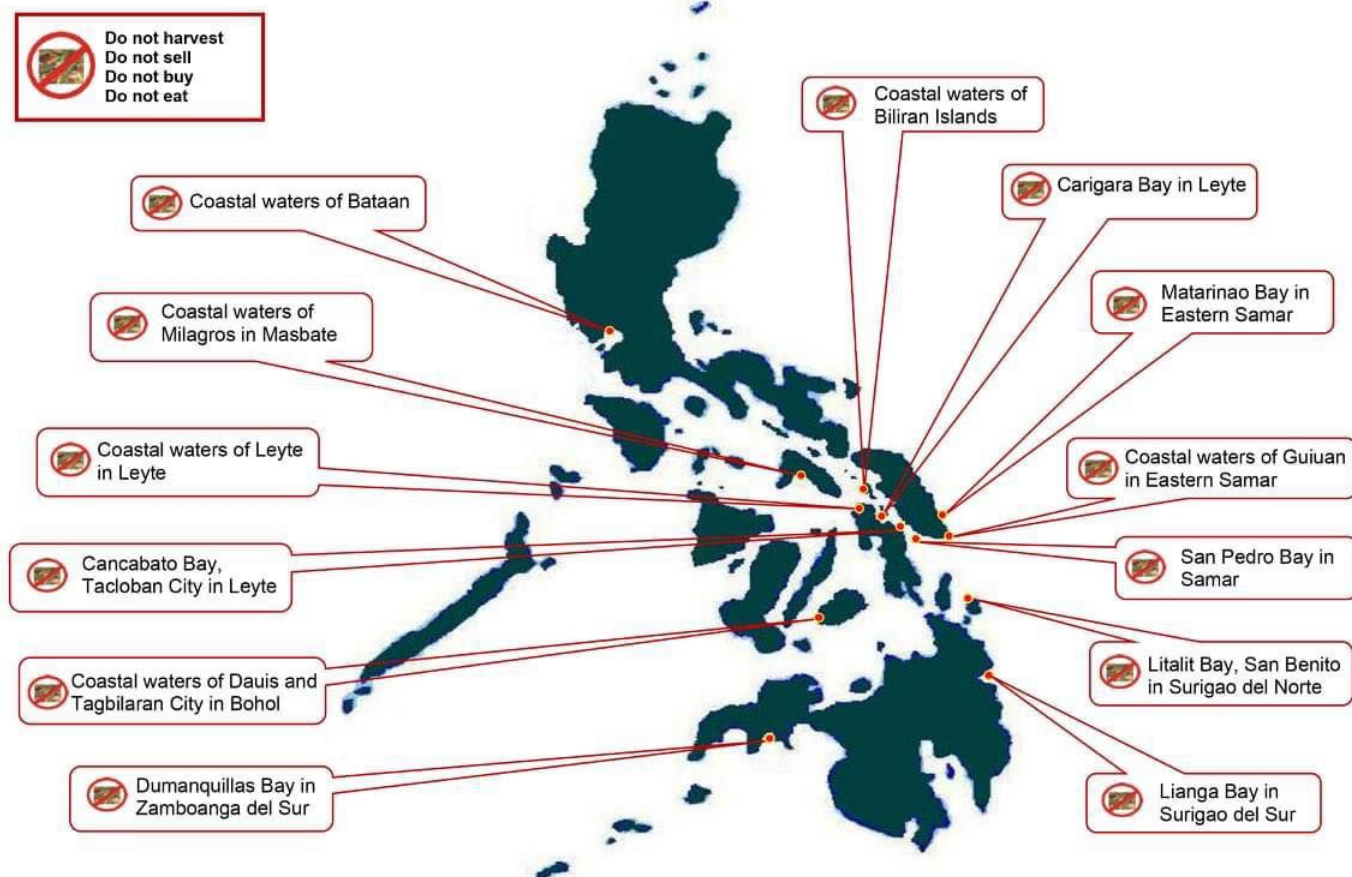 Do not harvest
Do not sell
Do not buy
Do not eat
Coastal waters of
Biliran Islands
Carigara Bay in Leyte
Coastal waters of Bataan
Matarinao Bay in
Eastern Samar
Coastal waters of
Milagros in Masbate
Coastal waters of Leyte
in Leyte
Coastal waters of Guiuan
in Eastern Samar
Cancabato Bay,
Tacloban City in Leyte
San Pedro Bay in
Samar
Coastal waters of Dauis and
Tagbilaran City in Bohol
Litalit Bay, San Benito
in Surigao del Norte
Dumanquillas Bay in
Zamboanga del Sur
Lianga Bay in
Surigao del Sur